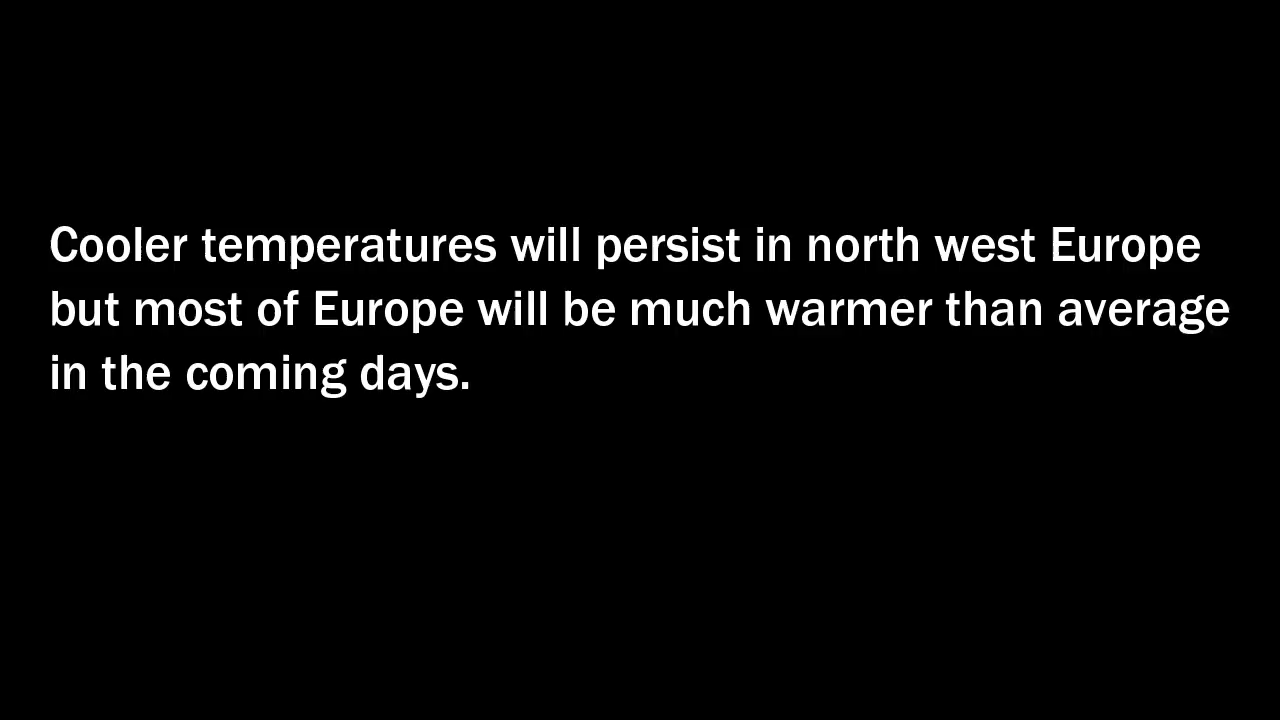 Cooler temperatures will persist in north west Europe
but most of Europe will be much warmer than average
in the coming days.